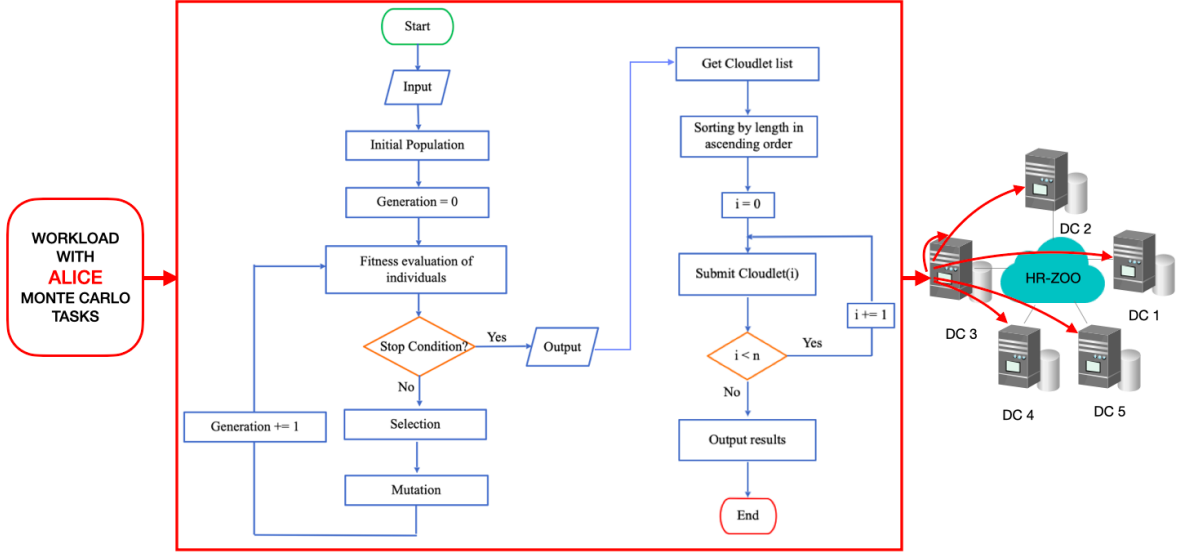 WORKLOAD
WITH
ALICE
MONTE CARLO
TASKS
Start
Input
Initial Population
Generation = 0
Fitness evaluation of
individuals
Stop Condition?
Yes
Output
No
Selection
Mutation
Generation += 1
Get Cloudlet list
Sorting by length in
ascending order
i = 0
Submit Cloudlet(i)
i += 1
i < n
Yes
No
Output results
End
DC 2
HR-ZOO
DC 1
DC 3
DC 4
DC 5